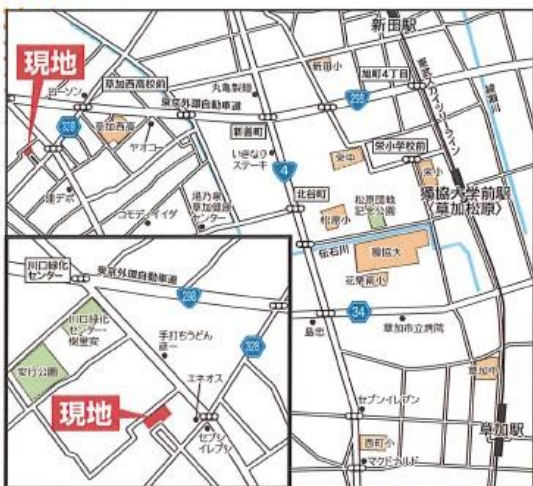 新田駅
現地
ローソン
草加西高校前
丸亀製麺
新田小
旭町4丁目
東武スカイツリーライン
綾瀬川
328
草加西高
東京外環自動車道
298
ヤオコー
新善町
いきなり
ステーキ
4
栄中
栄小学校前
栄小
獨協大学前駅
〈草加松原〉
北谷町
松原団地
記念公園
コモディイイダ
湯乃泉
草加健康
センター
松原小
伝右川
獨協大
花栗南小
34
島忠
草加市立病院
草加中
セブンイレブン
草加駅
西町小
マクドナルド
川口緑化
センター
東京外環自動車道
298
川口緑化
センター
樹里安
328
手打ちうどん
安行公園
エネオス
現地
セブン
イレブン